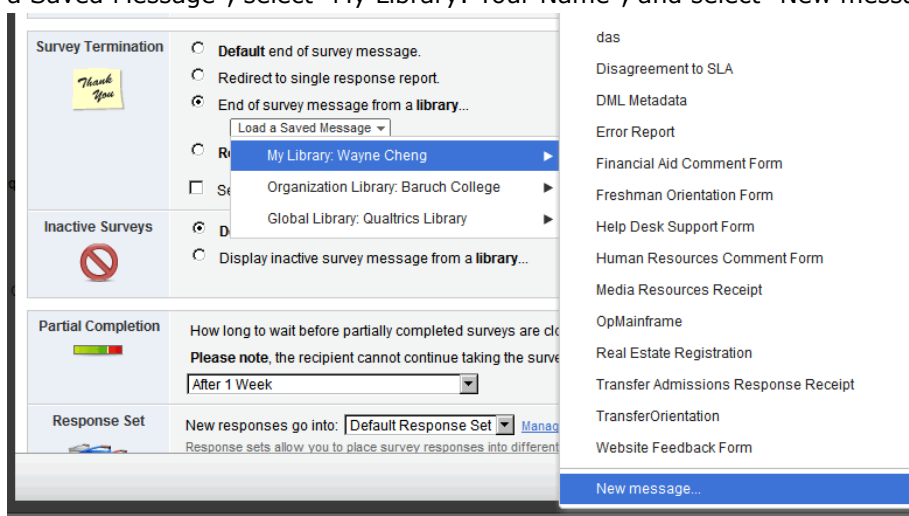 a Saved Message", select "My Library: Your Name", and select "New messa
Survey Termination
Thank
You
Default end of survey message.
Redirect to single response report.
End of survey message from a library...
Load a Saved Message
My Library: Wayne Cheng
Organization Library: Baruch College
Global Library: Qualtrics Library
Inactive Surveys
Display inactive survey message from a library...
Partial Completion
How long to wait before partially completed surveys are clo
Please note, the recipient cannot continue taking the surve
After 1 Week
Response Set
New responses go into: Default Response Set Manag
Response sets allow you to place survey responses into different
das
Disagreement to SLA
DML Metadata
Error Report
Financial Aid Comment Form
Freshman Orientation Form
Help Desk Support Form
Human Resources Comment Form
Media Resources Receipt
OpMainframe
Real Estate Registration
Transfer Admissions Response Receipt
TransferOrientation
Website Feedback Form
New message...